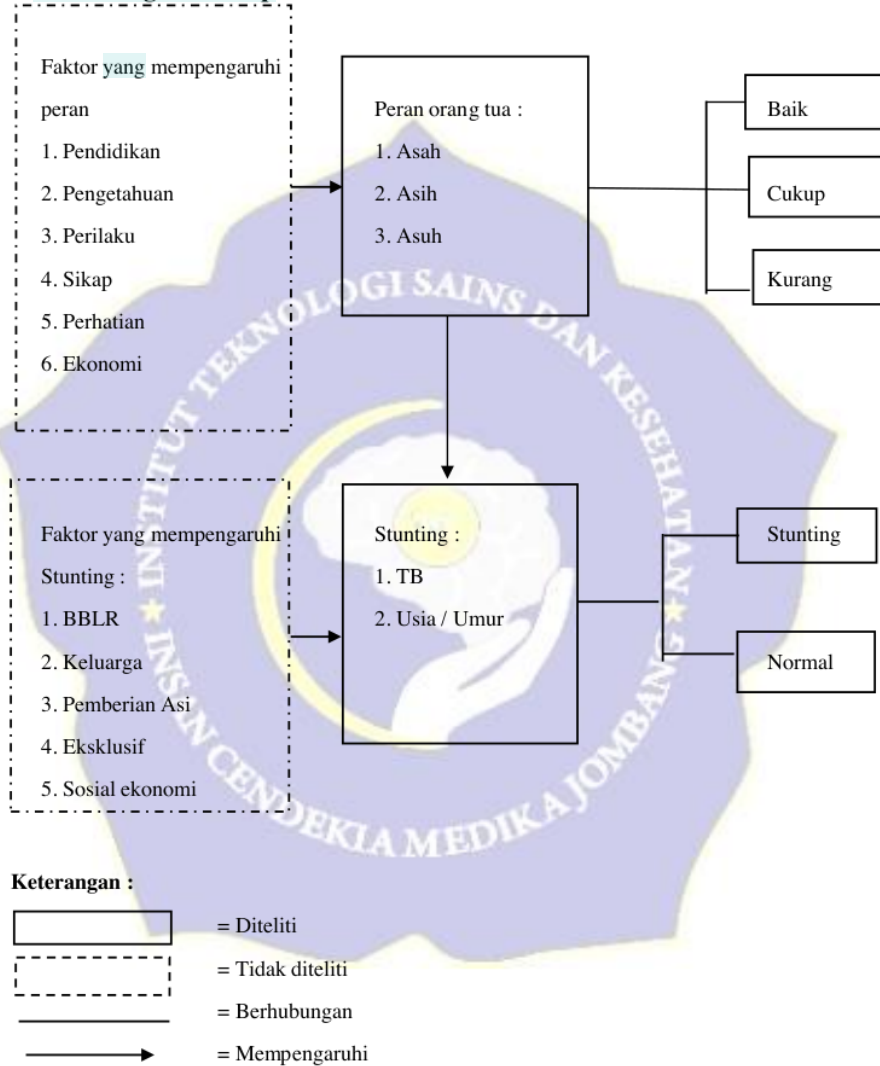 Faktor yang mempengaruhi
peran
1. Pendidikan
2. Pengetahuan
3. Perilaku
4. Sikap
5. Perhatian
6. Ekonomi
Peran orang tua :
1. Asah
2. Asih
3. Asuh
Baik
Cukup
Kurang
Faktor yang mempengaruhi
Stunting :
1. BBLR
2. Keluarga
3. Pemberian Asi
4. Eksklusif
5. Sosial ekonomi
Stunting :
1. TB
2. Usia / Umur
Stunting
Normal
INSTITUT TEKNOLOGI SAINS DAN KESEHATAN
INSAN CENDEKIA MEDIKA JOMBANG
Keterangan :
= Diteliti
= Tidak diteliti
= Berhubungan
= Mempengaruhi